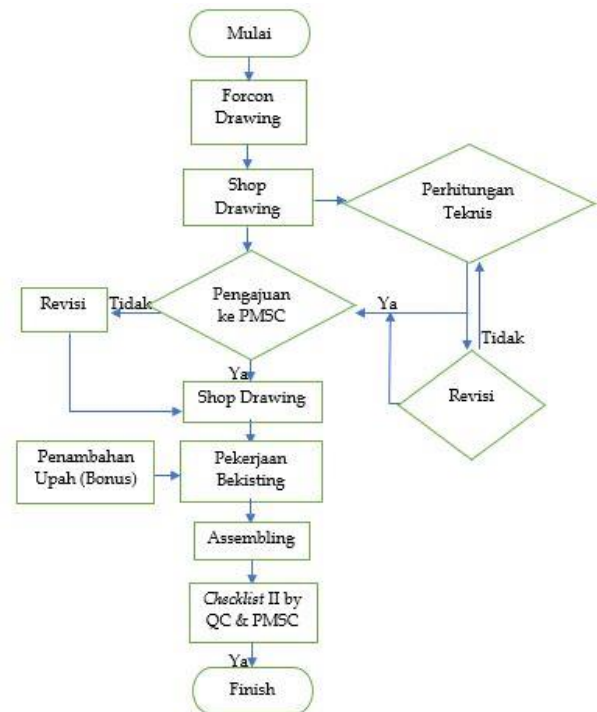 Mulai
Forcon
Drawing
Shop
Drawing
Perhitungan
Teknis
Revisi
Tidak
Pengajuan
ke PMSC
Ya
Tidak
Revisi
Ya
Shop Drawing
Penambahan
Upah (Bonus)
Pekerjaan
Bekisting
Assembling
Checklist II by
QC & PMSC
Ya
Finish